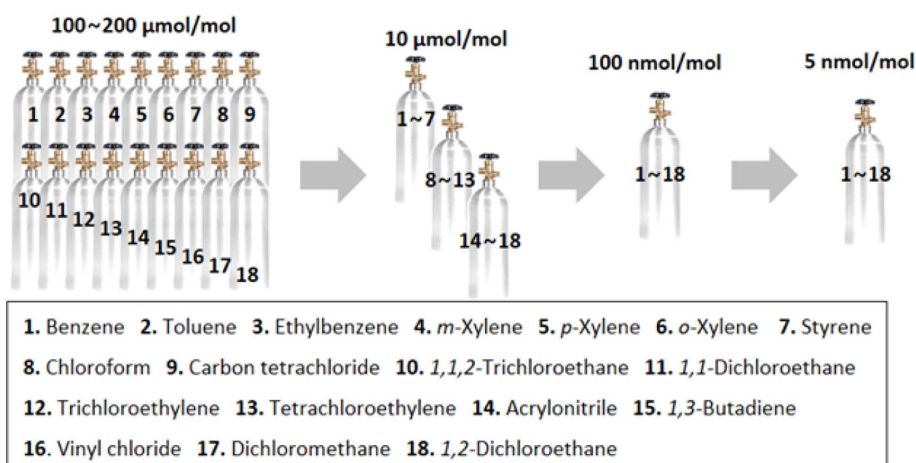 100~200 μmol/mol
10 μmol/mol
100 nmol/mol
5 nmol/mol
1 2 3 4 5 6 7 8 9
10 11 12 13 14 15 16 17 18
1~7
8~13
14~18
1~18
1~18
1. Benzene 2. Toluene 3. Ethylbenzene 4. m-Xylene 5. p-Xylene 6. o-Xylene 7. Styrene
8. Chloroform 9. Carbon tetrachloride 10. 1,1,2-Trichloroethane 11. 1,1-Dichloroethane
12. Trichloroethylene 13. Tetrachloroethylene 14. Acrylonitrile 15. 1,3-Butadiene
16. Vinyl chloride 17. Dichloromethane 18. 1,2-Dichloroethane